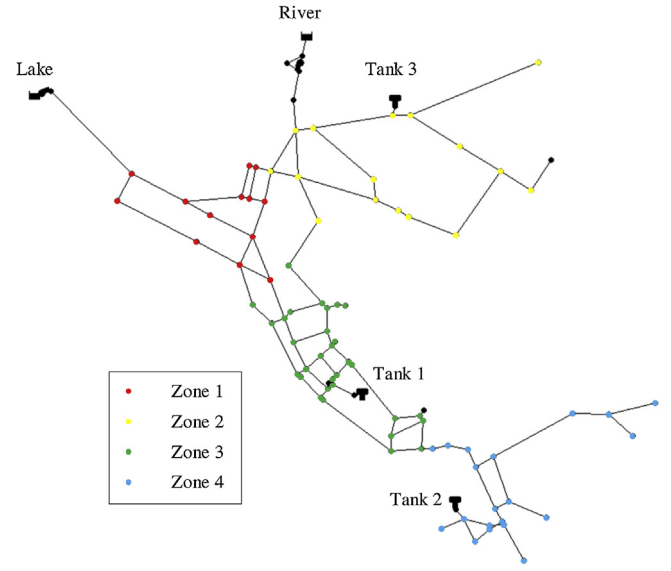 River
Lake
Tank 3
Tank 1
Zone 1
Zone 2
Zone 3
Zone 4
Tank 2